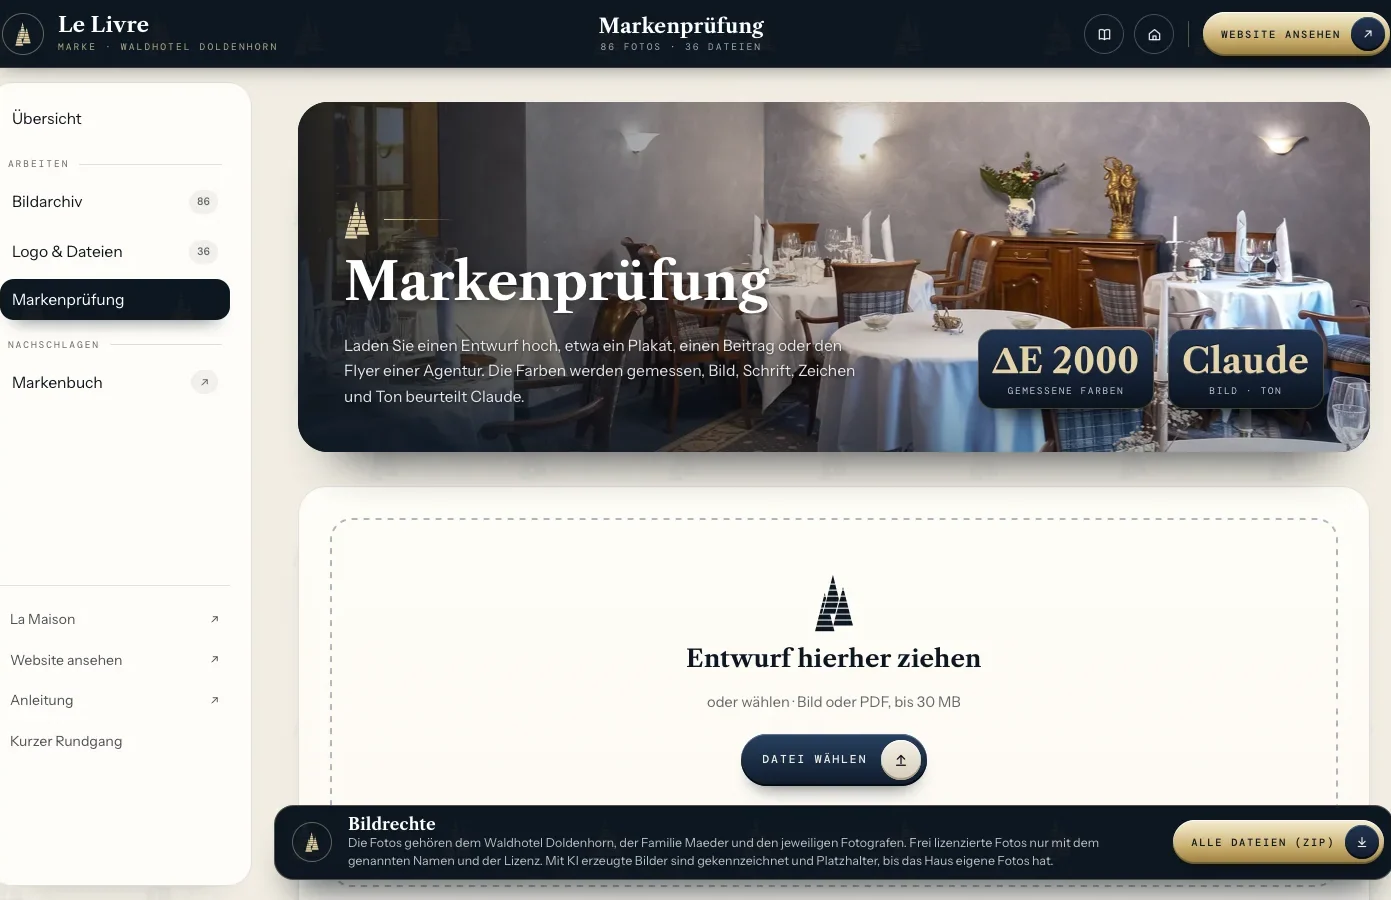 Le Livre
MARKE · WALDHOTEL DOLDENHORN
Markenprüfung
86 FOTOS · 36 DATEIEN
WEBSITE ANSEHEN
Übersicht
ARBEITEN
Bildarchiv
86
Logo & Dateien
36
Markenprüfung
NACHSCHLAGEN
Markenbuch
La Maison
Website ansehen
Anleitung
Kurzer Rundgang
Markenprüfung
Laden Sie einen Entwurf hoch, etwa ein Plakat, einen Beitrag oder den
Flyer einer Agentur. Die Farben werden gemessen, Bild, Schrift, Zeichen
und Ton beurteilt Claude.
ΔE 2000
GEMESSENE FARBEN
Claude
BILD · TON
Entwurf hierher ziehen
oder wählen · Bild oder PDF, bis 30 MB
DATEI WÄHLEN
Bildrechte
Die Fotos gehören dem Waldhotel Doldenhorn, der Familie Maeder und den jeweiligen Fotografen. Frei lizenzierte Fotos nur mit dem
genannten Namen und der Lizenz. Mit KI erzeugte Bilder sind gekennzeichnet und Platzhalter, bis das Haus eigene Fotos hat.
ALLE DATEIEN (ZIP)